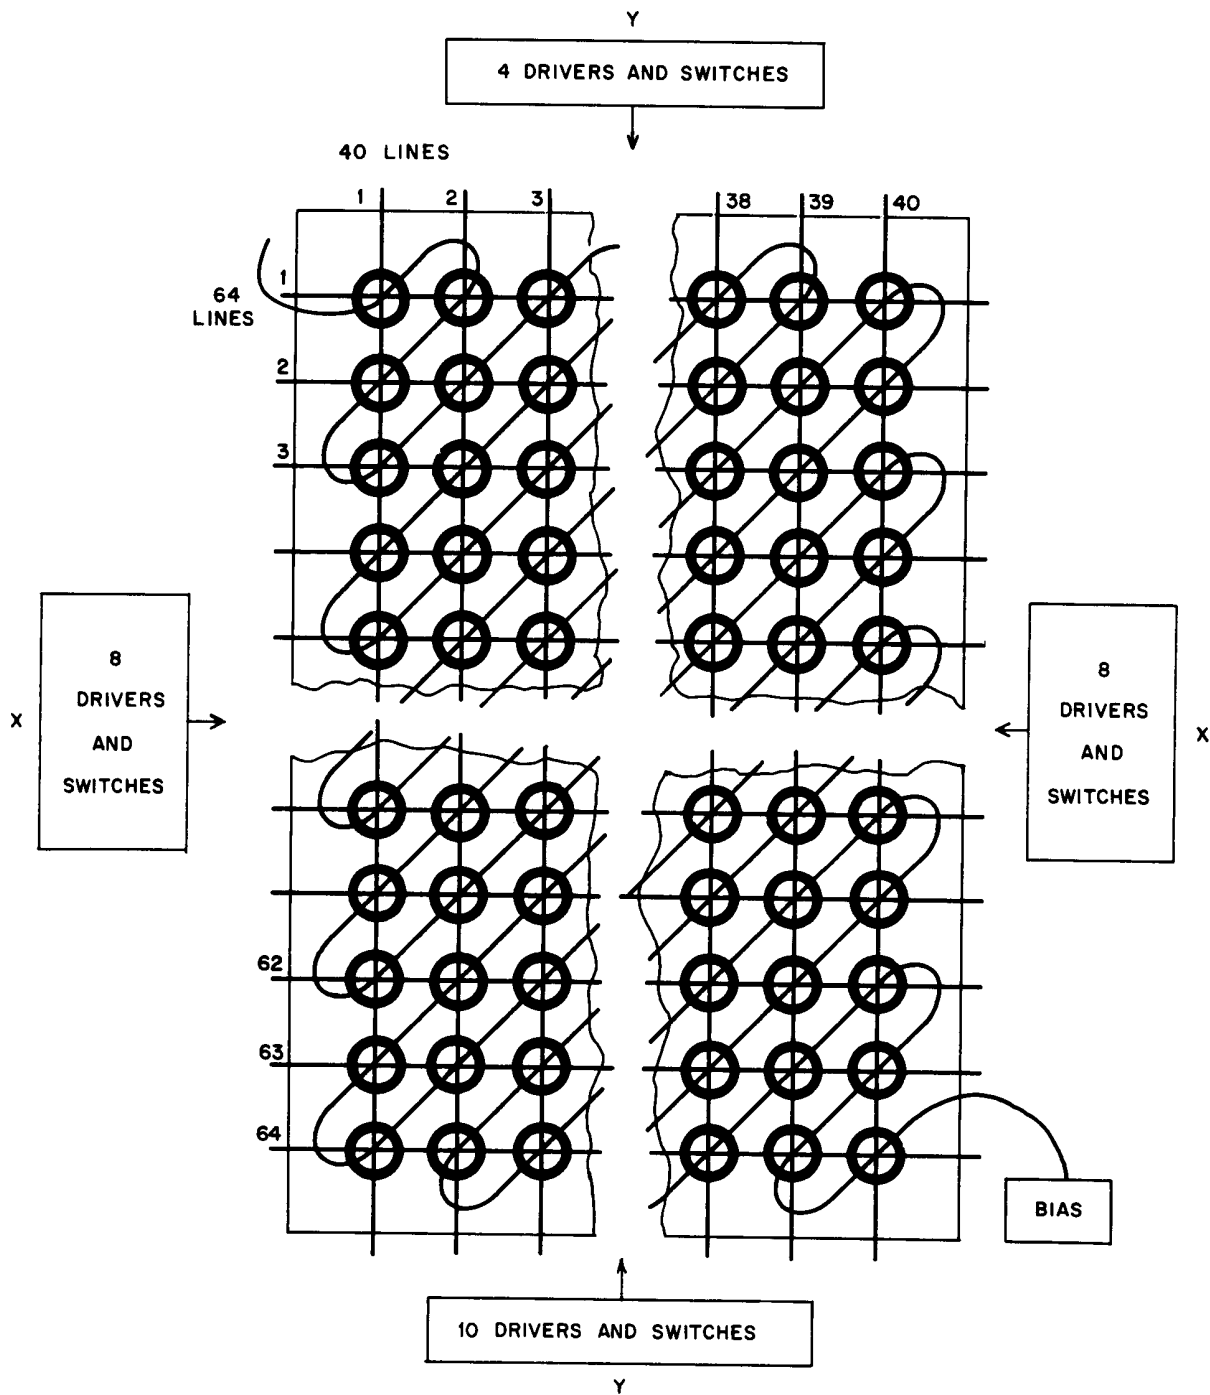 Y
4 DRIVERS AND SWITCHES
40 LINES
1 2 3 38 39 40
1
64
LINES
2
3
8
DRIVERS
AND
SWITCHES
X
8
DRIVERS
AND
SWITCHES
X
62
63
64
BIAS
10 DRIVERS AND SWITCHES
Y